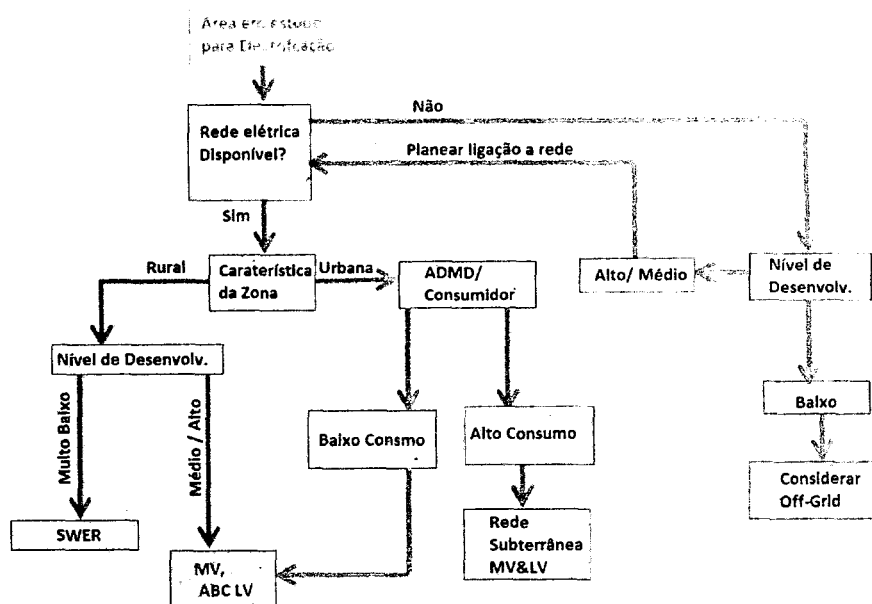 Área em estudo
para Eletrificação
Não
Rede elétrica
Disponível?
Planear ligação a rede
Sim
Rural
Caraterística
da Zona
Urbana
ADMD/
Consumidor
Alto/ Médio
Nível de
Desenvolv.
Nível de Desenvolv.
Muito Baixo
Médio / Alto
Baixo Consmo
Alto Consumo
Baixo
Considerar
Off-Grid
SWER
Rede
Subterrânea
MV&LV
MV,
ABC LV